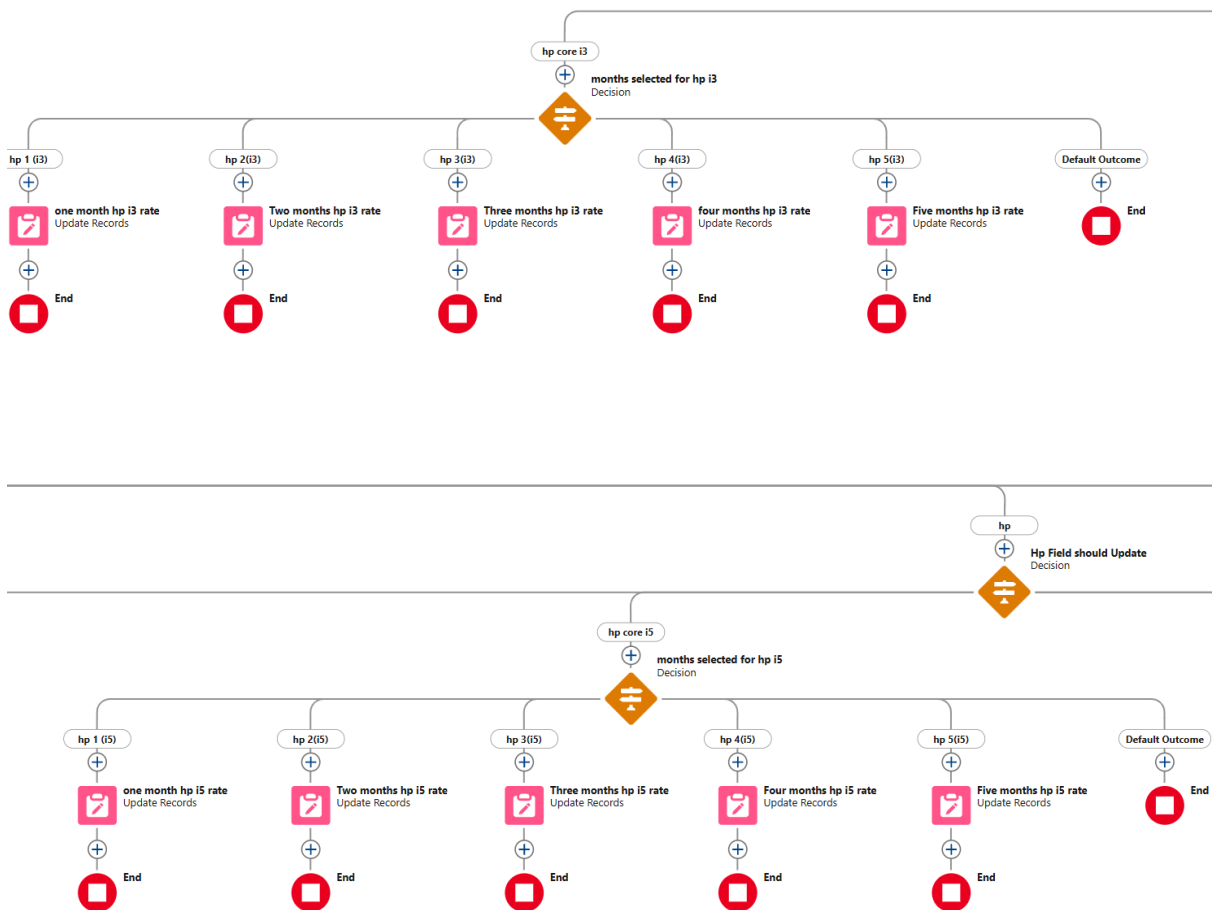 hp core i3
months selected for hp i3
Decision
hp 1 (i3)
hp 2(i3)
hp 3(i3)
hp 4(i3)
hp 5(i3)
Default Outcome
one month hp i3 rate
Update Records
Two months hp i3 rate
Update Records
Three months hp i3 rate
Update Records
four months hp i3 rate
Update Records
Five months hp i3 rate
Update Records
End
End
End
End
End
End
hp
Hp Field should Update
Decision
hp core i5
months selected for hp i5
Decision
hp 1 (i5)
hp 2(i5)
hp 3(i5)
hp 4(i5)
hp 5(i5)
Default Outcome
one month hp i5 rate
Update Records
Two months hp i5 rate
Update Records
Three months hp i5 rate
Update Records
Four months hp i5 rate
Update Records
Five months hp i5 rate
Update Records
End
End
End
End
End
End